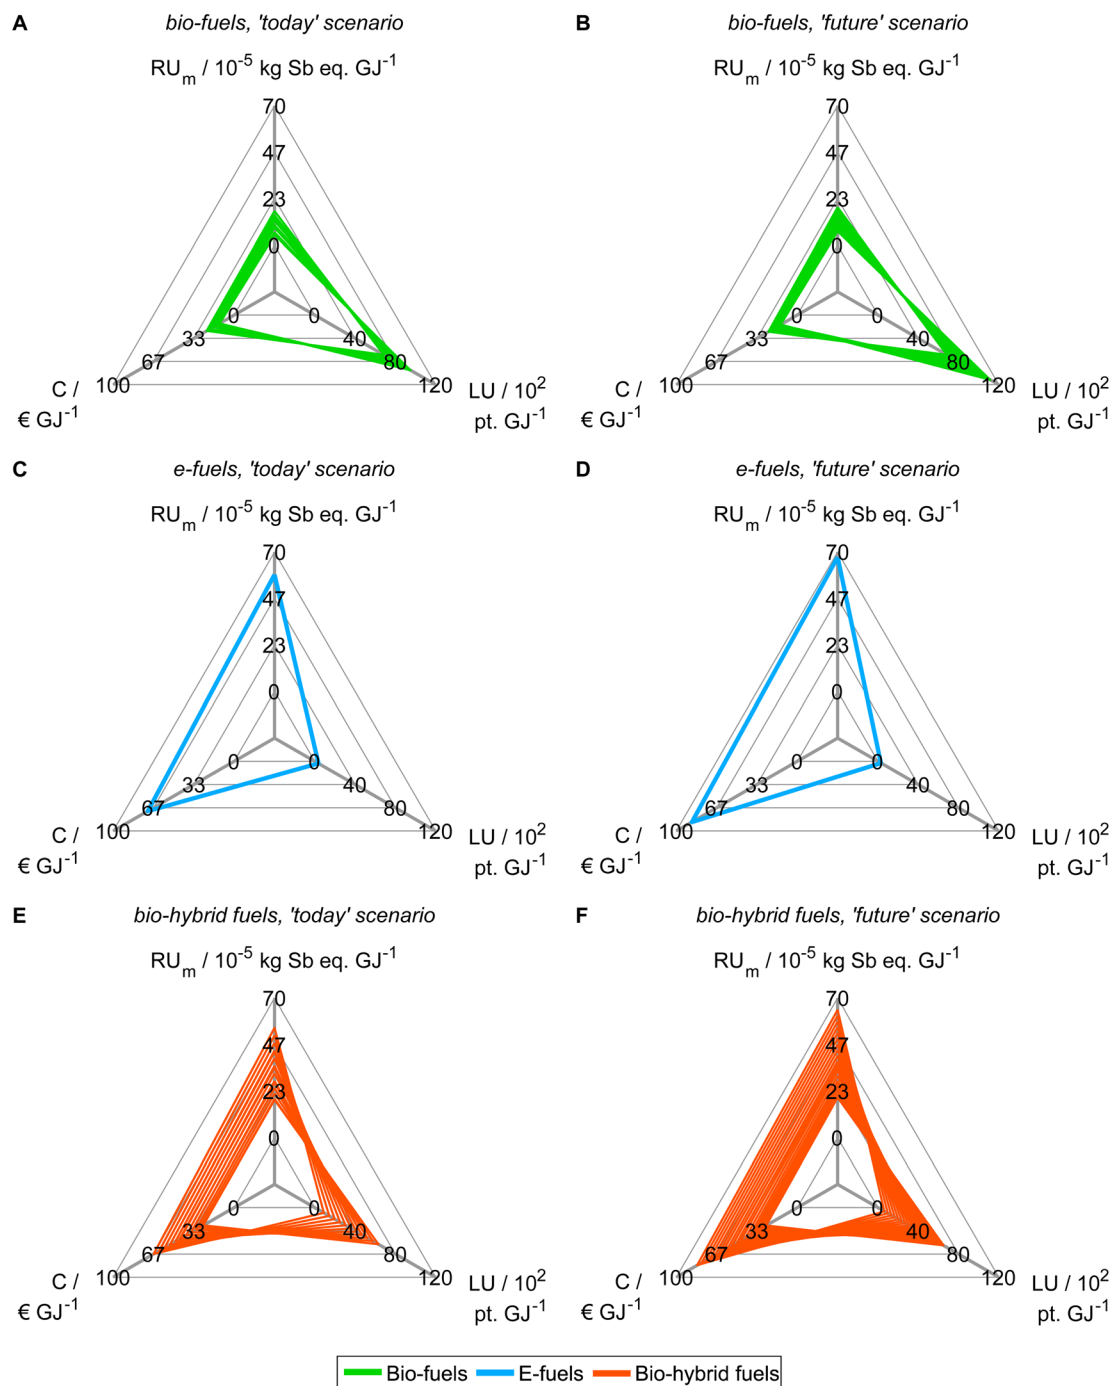 A bio-fuels, 'today' scenario
RUm / 10-5 kg Sb eq. GJ-1
70
47
23
0
0 0
33 40
67 80
100 120
C /
€ GJ-1
LU / 102
pt. GJ-1
B bio-fuels, 'future' scenario
RUm / 10-5 kg Sb eq. GJ-1
70
47
23
0
0 0
33 40
67 80
100 120
C /
€ GJ-1
LU / 102
pt. GJ-1
C e-fuels, 'today' scenario
RUm / 10-5 kg Sb eq. GJ-1
70
47
23
0
0 0
33 40
67 80
100 120
C /
€ GJ-1
LU / 102
pt. GJ-1
D e-fuels, 'future' scenario
RUm / 10-5 kg Sb eq. GJ-1
70
47
23
0
0 0
33 40
67 80
100 120
C /
€ GJ-1
LU / 102
pt. GJ-1
E bio-hybrid fuels, 'today' scenario
RUm / 10-5 kg Sb eq. GJ-1
70
47
23
0
0 0
33 40
67 80
100 120
C /
€ GJ-1
LU / 102
pt. GJ-1
F bio-hybrid fuels, 'future' scenario
RUm / 10-5 kg Sb eq. GJ-1
70
47
23
0
0 0
33 40
67 80
100 120
C /
€ GJ-1
LU / 102
pt. GJ-1
Bio-fuels E-fuels Bio-hybrid fuels